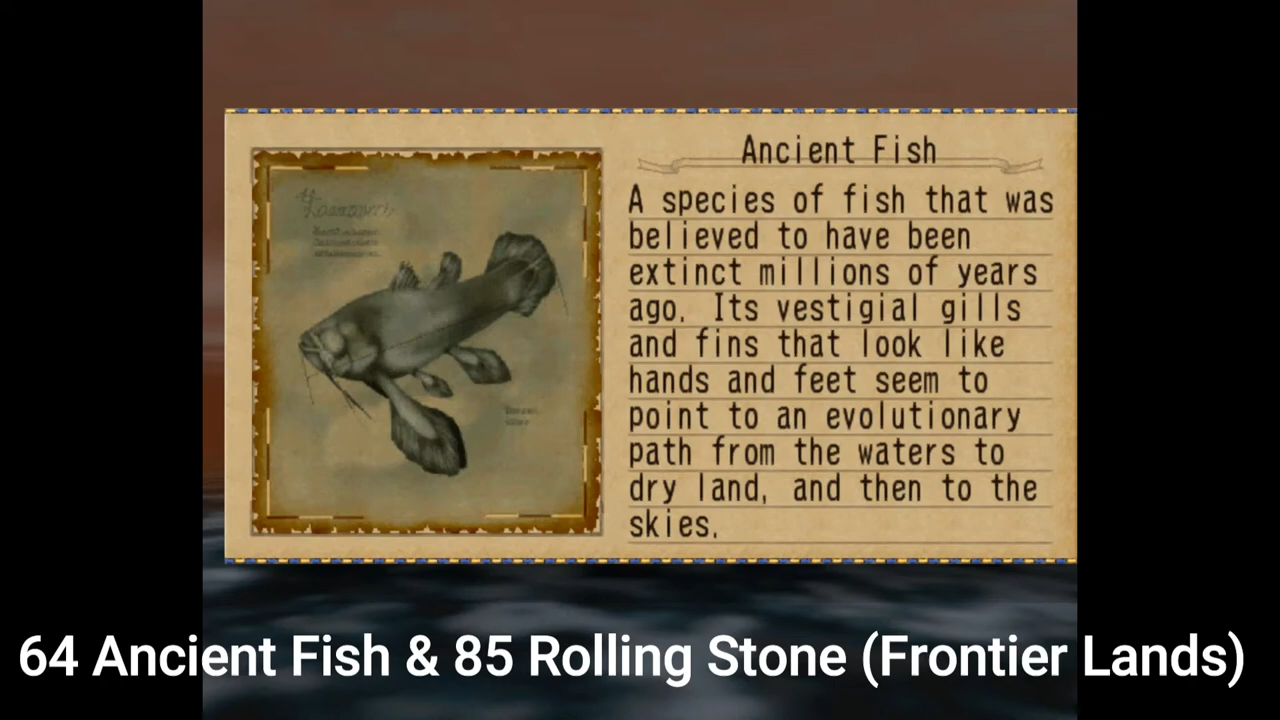 Ancient Fish
A species of fish that was
believed to have been
extinct millions of years
ago. Its vestigial gills
and fins that look like
hands and feet seem to
point to an evolutionary
path from the waters to
dry land, and then to the
skies.
64 Ancient Fish & 85 Rolling Stone (Frontier Lands)